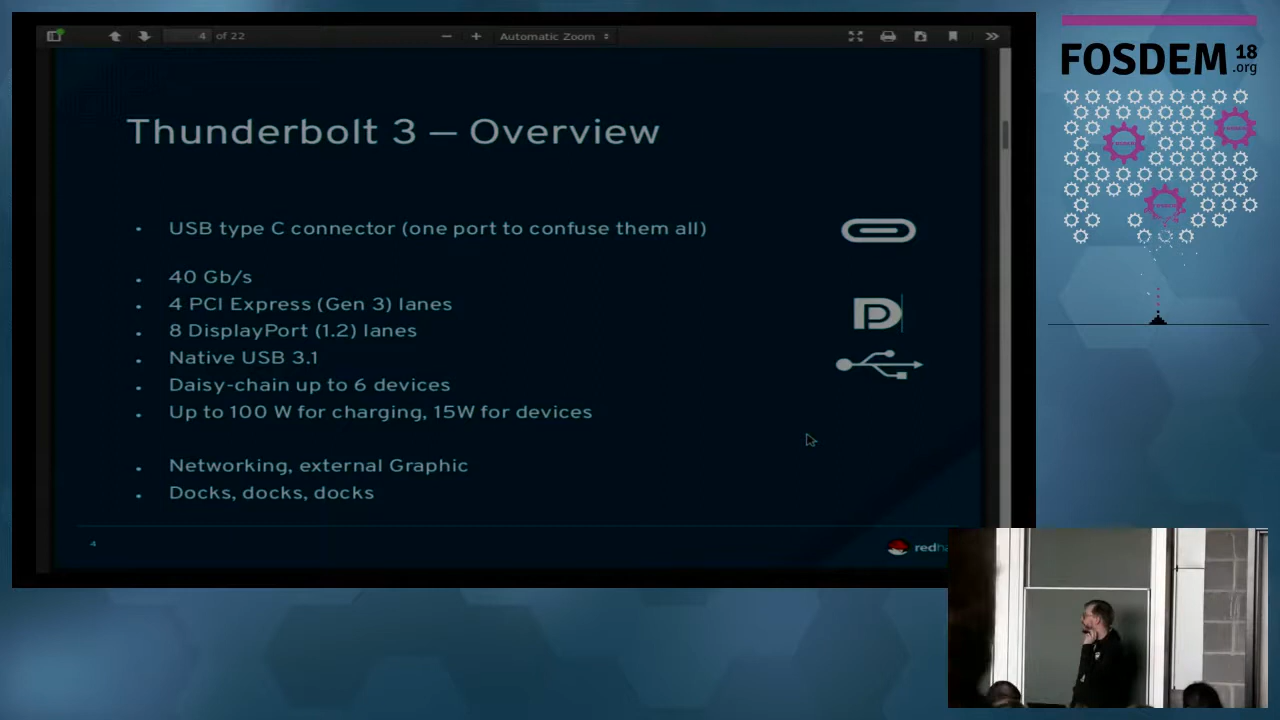 4 of 22
Automatic Zoom
FOSDEM 18
.org
Thunderbolt 3 — Overview
• USB type C connector (one port to confuse them all)
• 40 Gb/s
• 4 PCI Express (Gen 3) lanes
• 8 DisplayPort (1.2) lanes
• Native USB 3.1
• Daisy-chain up to 6 devices
• Up to 100 W for charging, 15W for devices
• Networking, external Graphic
• Docks, docks, docks
4